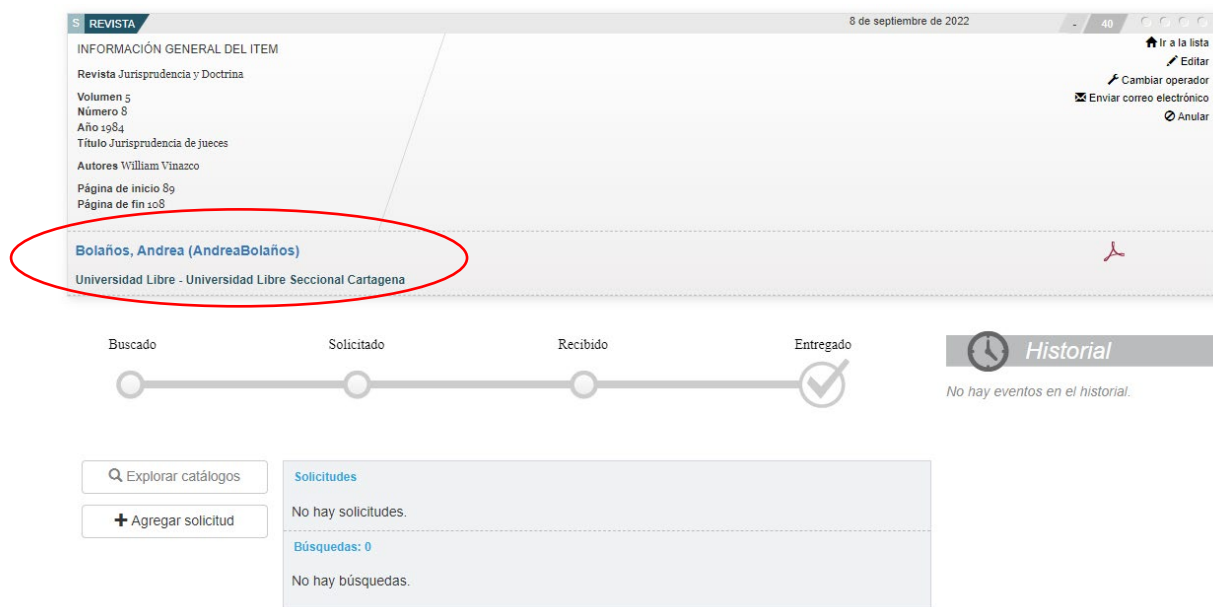 S REVISTA
8 de septiembre de 2022
- 40
INFORMACIÓN GENERAL DEL ITEM
Ir a la lista
Editar
Cambiar operador
Enviar correo electrónico
Anular
Revista Jurisprudencia y Doctrina
Volumen 5
Número 8
Año 1984
Título Jurisprudencia de jueces
Autores William Vinazco
Página de inicio 89
Página de fin 108
Bolaños, Andrea (AndreaBolaños)
Universidad Libre - Universidad Libre Seccional Cartagena
Buscado
Solicitado
Recibido
Entregado
Historial
No hay eventos en el historial.
Explorar catálogos
Agregar solicitud
Solicitudes
No hay solicitudes.
Búsquedas: 0
No hay búsquedas.